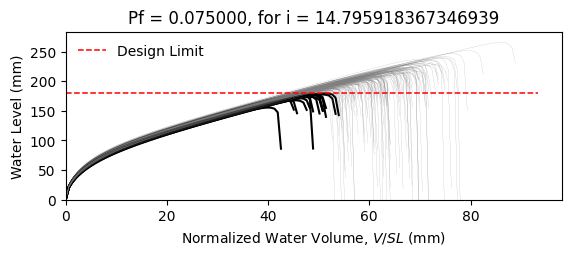 Pf = 0.075000, for i = 14.795918367346939
Design Limit
Water Level (mm)
250
200
150
100
50
0
0 20 40 60 80
Normalized Water Volume, V/SL (mm)